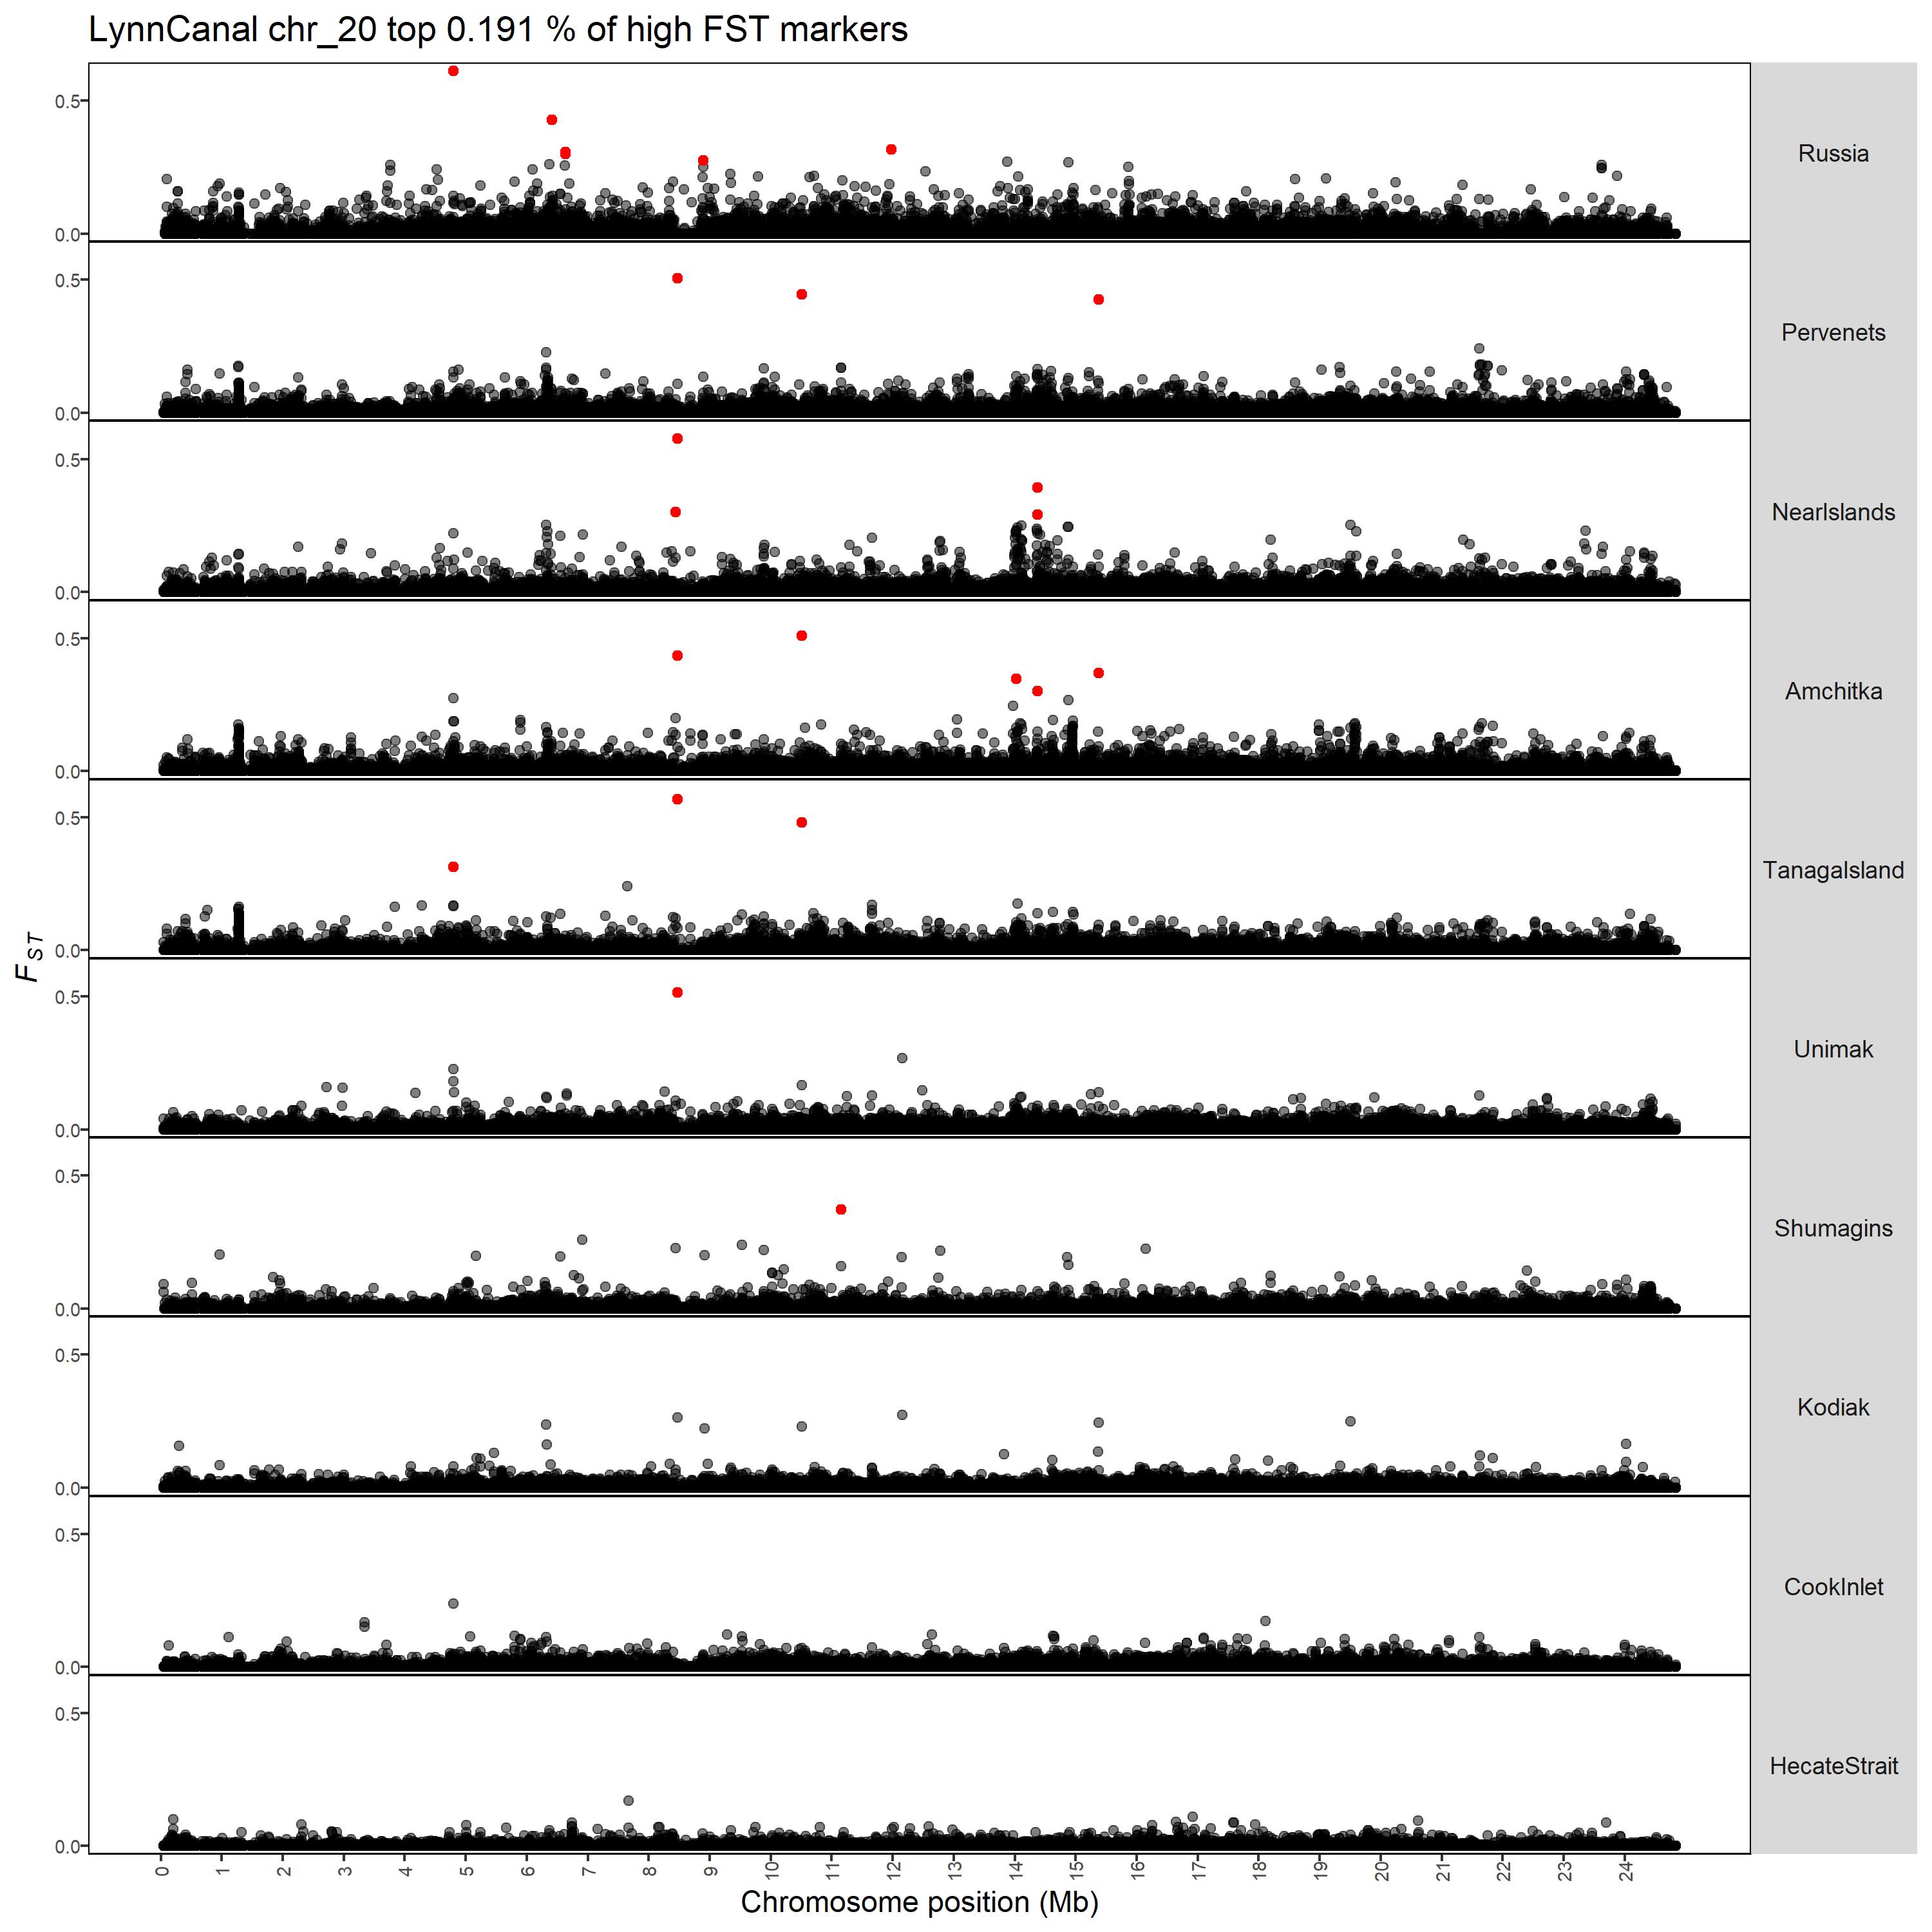 LynnCanal chr_20 top 0.191 % of high FST markers
0.5
0.0
Russia
0.5
0.0
Pervenets
0.5
0.0
NearIslands
0.5
0.0
Amchitka
0.5
0.0
TanagaIsland
0.5
0.0
Unimak
0.5
0.0
Shumagins
0.5
0.0
Kodiak
0.5
0.0
CookInlet
0.5
0.0
HecateStrait
FST
0 1 2 3 4 5 6 7 8 9 10 11 12 13 14 15 16 17 18 19 20 21 22 23 24
Chromosome position (Mb)